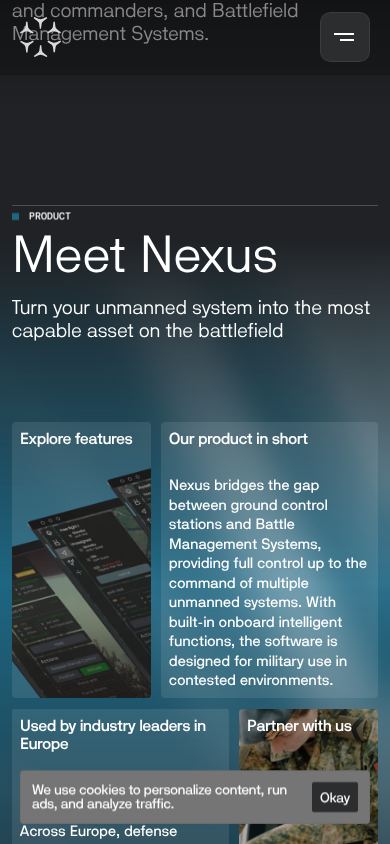 and commanders, and Battlefield
Management Systems.
PRODUCT
Meet Nexus
Turn your unmanned system into the most
capable asset on the battlefield
Explore features
Our product in short
Nexus bridges the gap
between ground control
stations and Battle
Management Systems,
providing full control up to the
command of multiple
unmanned systems. With
built-in onboard intelligent
functions, the software is
designed for military use in
contested environments.
Used by industry leaders in
Europe
Partner with us
We use cookies to personalize content, run
ads, and analyze traffic.
Okay
Across Europe, defense